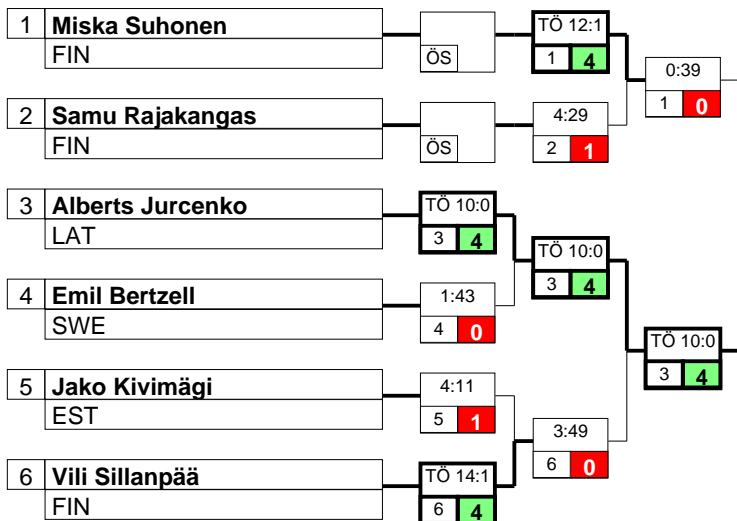 1 Miska Suhonen
FIN
ÖS
TÖ 12:1
1 4
0:39
1 0
2 Samu Rajakangas
FIN
ÖS
4:29
2 1
3 Alberts Jurcenko
LAT
TÖ 10:0
3 4
TÖ 10:0
3 4
4 Emil Bertzell
SWE
1:43
4 0
TÖ 10:0
3 4
5 Jako Kivimägi
EST
4:11
5 1
3:49
6 0
6 Vili Sillanpää
FIN
TÖ 14:1
6 4